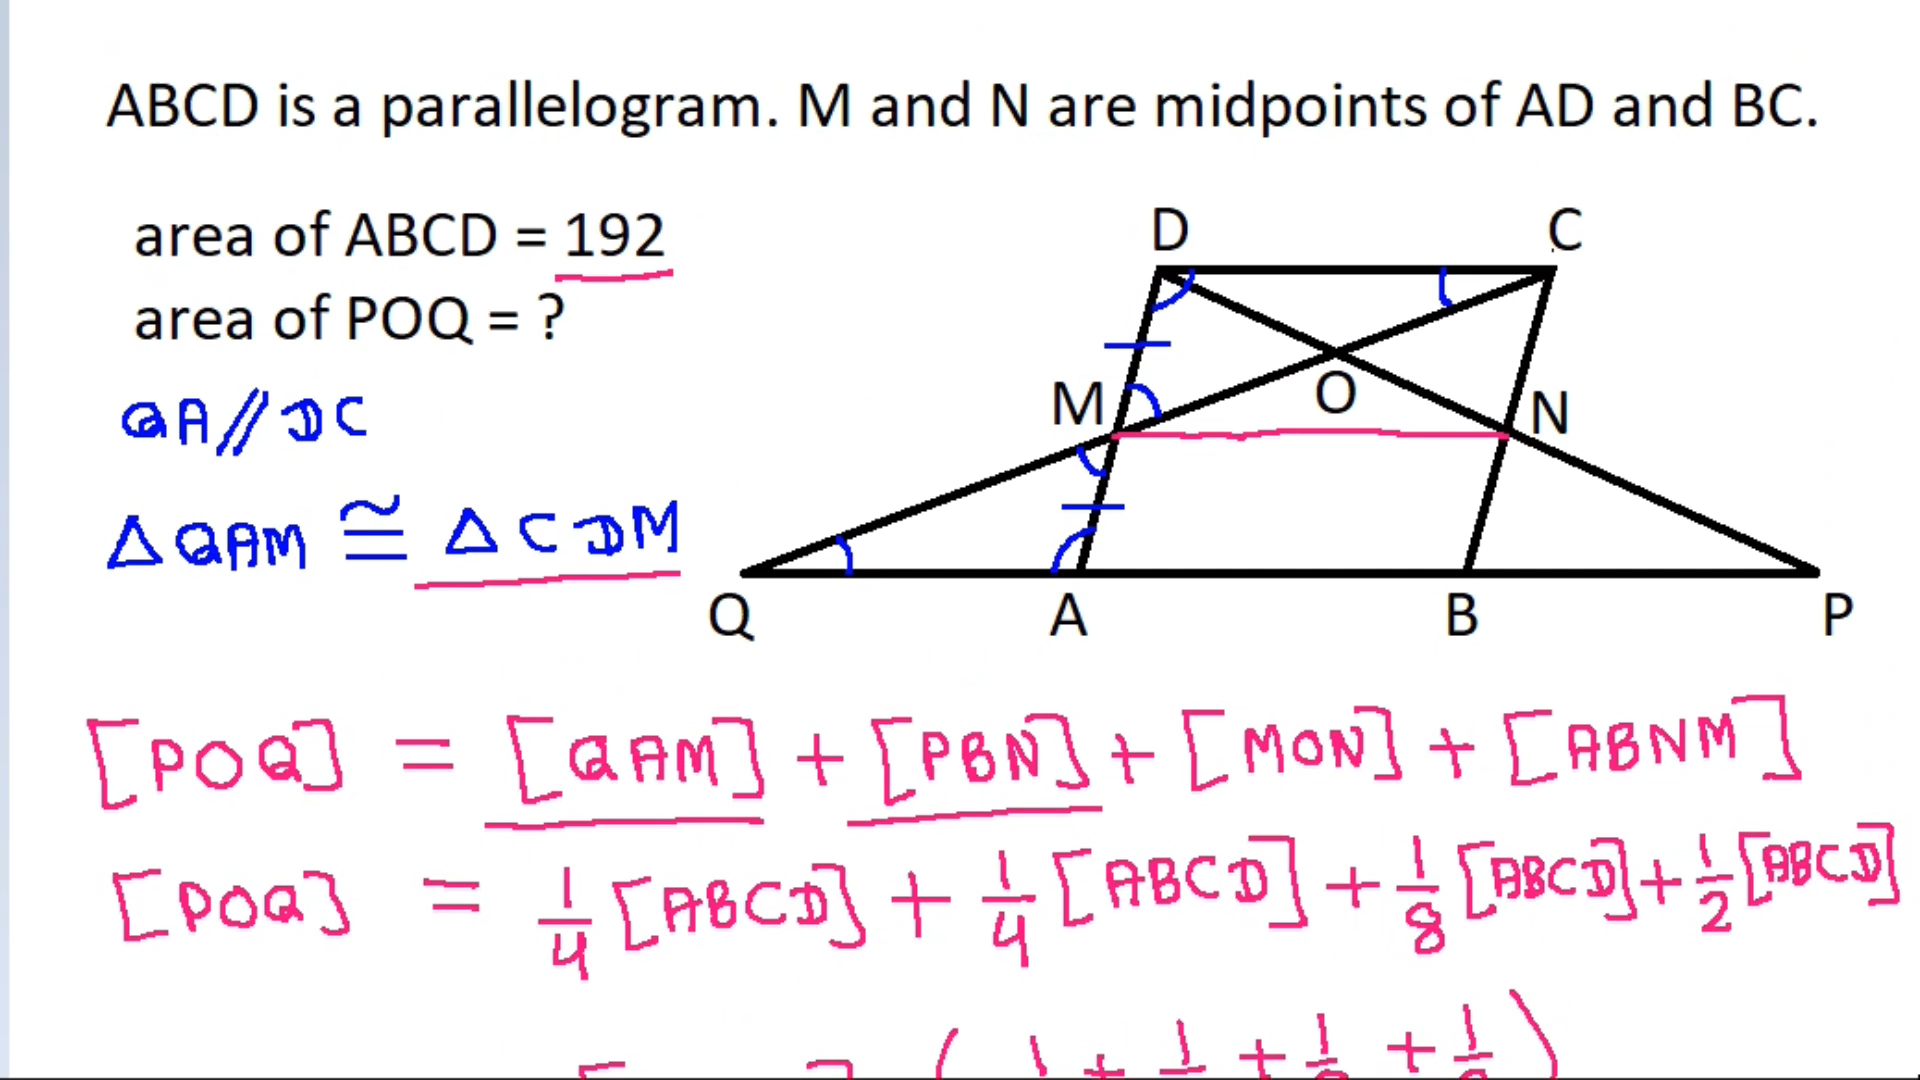 ABCD is a parallelogram. M and N are midpoints of AD and BC.
area of ABCD = 192
area of POQ = ?
QA // DC
△QAM ≅ △CDM
D
C
M
O
N
Q
A
B
P
[POQ] = [QAM] + [PBN] + [MON] + [ABNM]
[POQ] = 1/4 [ABCD] + 1/4 [ABCD] + 1/8 [ABCD] + 1/2 [ABCD]